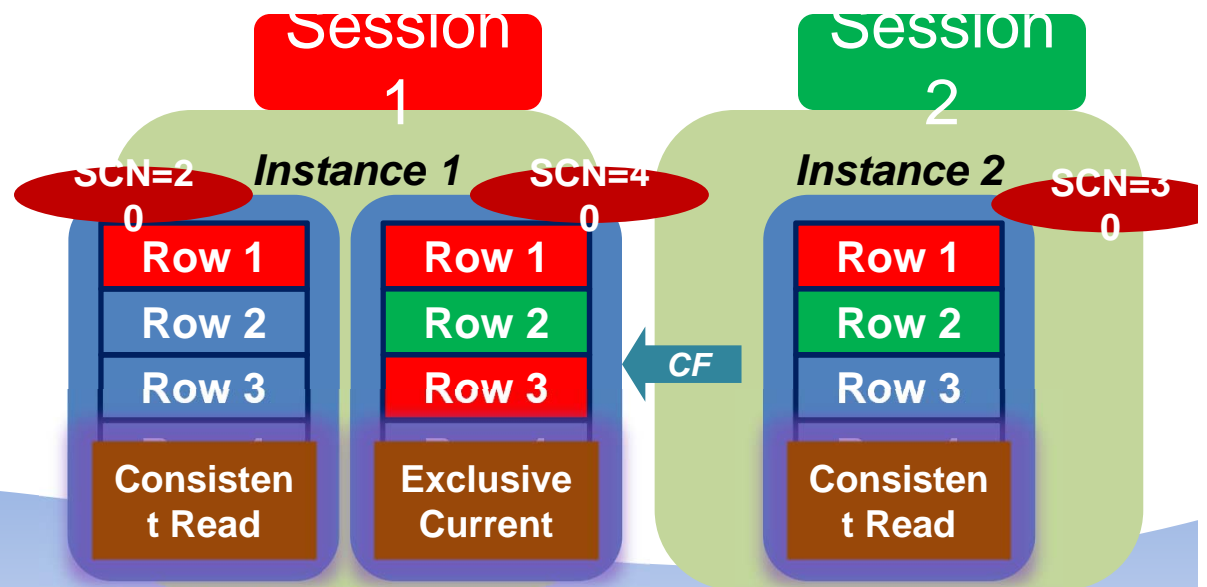 Session
1
Session
2
Instance 1
Instance 2
SCN=2
0
SCN=4
0
SCN=3
0
Row 1
Row 2
Row 3
Consisten
t Read
Row 1
Row 2
Row 3
Exclusive
Current
CF
Row 1
Row 2
Row 3
Consisten
t Read